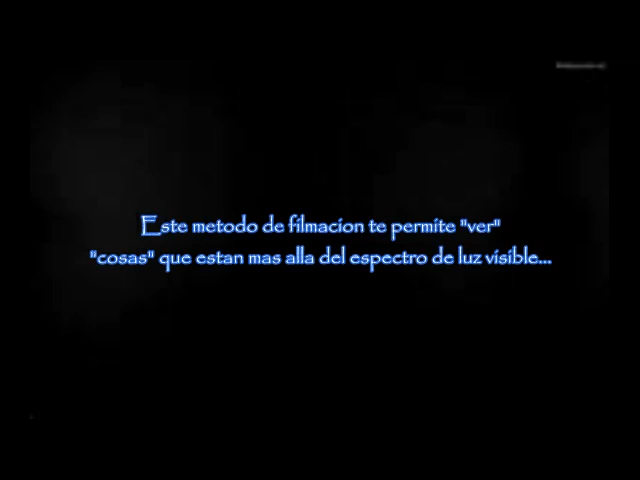 Este metodo de filmacion te permite "ver"
"cosas" que estan mas alla del espectro de luz visible...